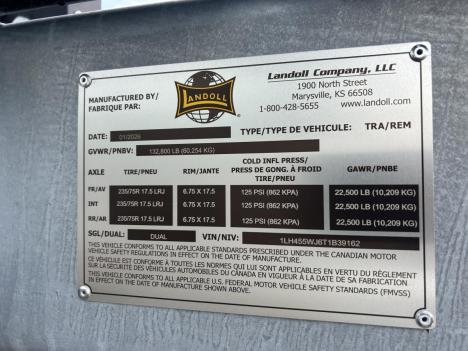 MANUFACTURED BY/
FABRIQUE PAR:
LANDOLL
Landoll Company, LLC
1900 North Street
Marysville, KS 66508
1-800-428-5655 www.landoll.com
DATE: 01/2026 TYPE/TYPE DE VEHICULE: TRA/REM
GVWR/PNBV: 132,800 LB (60,254 KG)
AXLE TIRE/PNEU RIM/JANTE COLD INFL PRESS/ PRESS DE GONG. À FROID TIRE/PNEU GAWR/PNBE
FR/AV 235/75R 17.5 LRJ 6.75 X 17.5 125 PSI (862 KPA) 22,500 LB (10,209 KG)
INT 235/75R 17.5 LRJ 6.75 X 17.5 125 PSI (862 KPA) 22,500 LB (10,209 KG)
RR/AR 235/75R 17.5 LRJ 6.75 X 17.5 125 PSI (862 KPA) 22,500 LB (10,209 KG)
SGL/DUAL: DUAL VIN/NIV: 1LH455WJ6T1B39162
THIS VEHICLE CONFORMS TO ALL APPLICABLE STANDARDS PRESCRIBED UNDER THE CANADIAN MOTOR
VEHICLE SAFETY REGULATIONS IN EFFECT ON THE DATE OF MANUFACTURE.
CE VÉHICULE EST CONFORME À TOUTES LES NORMES QUI LUI SONT APPLICABLES EN VERTU DU RÈGLEMENT
SUR LA SÉCURITÉ DES VÉHICULES AUTOMOBILES DU CANADA EN VIGUEUR À LA DATE DE SA FABRICATION
THIS VEHICLE CONFORMS TO ALL APPLICABLE U.S. FEDERAL MOTOR VEHICLE SAFETY STANDARDS (FMVSS)
IN EFFECT ON THE DATE OF MANUFACTURE SHOWN ABOVE.